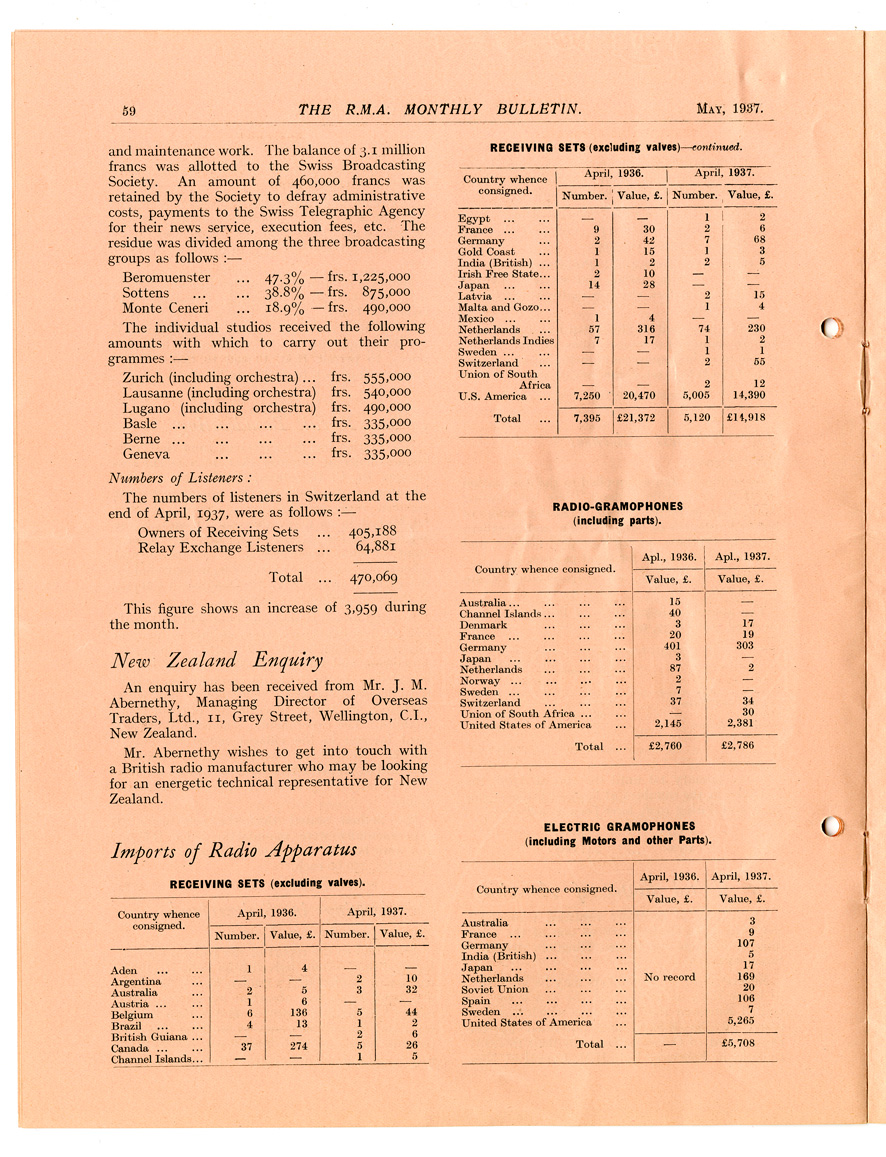 59
THE R.M.A. MONTHLY BULLETIN.
MAY, 1937.
and maintenance work. The balance of 3.1 million
francs was allotted to the Swiss Broadcasting
Society. An amount of 460,000 francs was
retained by the Society to defray administrative
costs, payments to the Swiss Telegraphic Agency
for their news service, execution fees, etc. The
residue was divided among the three broadcasting
groups as follows :—
Beromuenster ... 47.3% — frs. 1,225,000
Sottens ... ... 38.8% — frs. 875,000
Monte Ceneri ... 18.9% — frs. 490,000
The individual studios received the following
amounts with which to carry out their pro-
grammes :—
Zurich (including orchestra) ... frs. 555,000
Lausanne (including orchestra) frs. 540,000
Lugano (including orchestra) frs. 490,000
Basle ... ... ... ... frs. 335,000
Berne ... ... ... ... frs. 335,000
Geneva ... ... ... frs. 335,000
Numbers of Listeners :
The numbers of listeners in Switzerland at the
end of April, 1937, were as follows :—
Owners of Receiving Sets ... 405,188
Relay Exchange Listeners ... 64,881
Total ... 470,069
This figure shows an increase of 3,959 during
the month.
New Zealand Enquiry
An enquiry has been received from Mr. J. M.
Abernethy, Managing Director of Overseas
Traders, Ltd., 11, Grey Street, Wellington, C.I.,
New Zealand.
Mr. Abernethy wishes to get into touch with
a British radio manufacturer who may be looking
for an energetic technical representative for New
Zealand.
Imports of Radio Apparatus
RECEIVING SETS (excluding valves).
Country whence consigned. April, 1936. April, 1937.
Number. Value, £. Number. Value, £.
Aden ... ... 1 4 — —
Argentina ... — — 2 10
Australia ... 2 5 3 32
Austria ... ... 1 6 — —
Belgium ... 6 136 5 44
Brazil ... ... 4 13 1 2
British Guiana ... — — 2 6
Canada ... ... 37 274 5 26
Channel Islands... — — 1 5
RECEIVING SETS (excluding valves)—continued.
Country whence consigned. April, 1936. April, 1937.
Number. Value, £. Number. Value, £.
Egypt ... ... — — 1 2
France ... ... 9 30 2 6
Germany ... 2 42 7 68
Gold Coast ... 1 15 1 3
India (British) ... 1 2 2 5
Irish Free State... 2 10 — —
Japan ... ... 14 28 — —
Latvia ... ... — — 2 15
Malta and Gozo... — — 1 4
Mexico ... ... 1 4 — —
Netherlands ... 57 316 74 230
Netherlands Indies 7 17 1 2
Sweden ... ... — — 1 1
Switzerland ... — — 2 55
Union of South
Africa — — 2 12
U.S. America ... 7,250 20,470 5,005 14,390
Total ... 7,395 £21,372 5,120 £14,918
RADIO-GRAMOPHONES
(including parts).
Country whence consigned. Apl., 1936. Apl., 1937.
Value, £. Value, £.
Australia ... ... ... ... 15 —
Channel Islands ... ... ... 40 —
Denmark ... ... ... 3 17
France ... ... ... ... 20 19
Germany ... ... ... 401 303
Japan ... ... ... ... 3 —
Netherlands ... ... ... 87 2
Norway ... ... ... ... 2 —
Sweden ... ... ... ... 7 —
Switzerland ... ... ... 37 34
Union of South Africa ... ... — 30
United States of America ... 2,145 2,381
Total ... £2,760 £2,786
ELECTRIC GRAMOPHONES
(including Motors and other Parts).
Country whence consigned. April, 1936. April, 1937.
Value, £. Value, £.
Australia ... ... ... 3
France ... ... ... ... 9
Germany ... ... ... 107
India (British) ... ... ... 5
Japan ... ... ... ... 17
Netherlands ... ... ... No record 169
Soviet Union ... ... ... 20
Spain ... ... ... ... 106
Sweden ... ... ... ... 7
United States of America ... 5,265
Total ... — £5,708